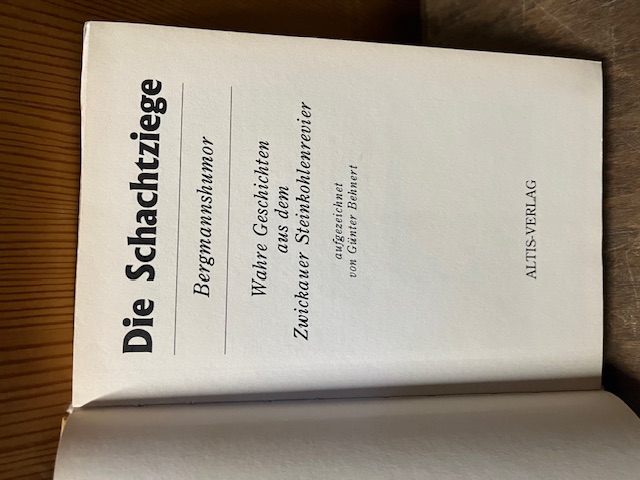 Die Schachtziege
Bergmannshumor
Wahre Geschichten
aus dem
Zwickauer Steinkohlenrevier
aufgezeichnet
von Günter Behnert
ALTIS-VERLAG